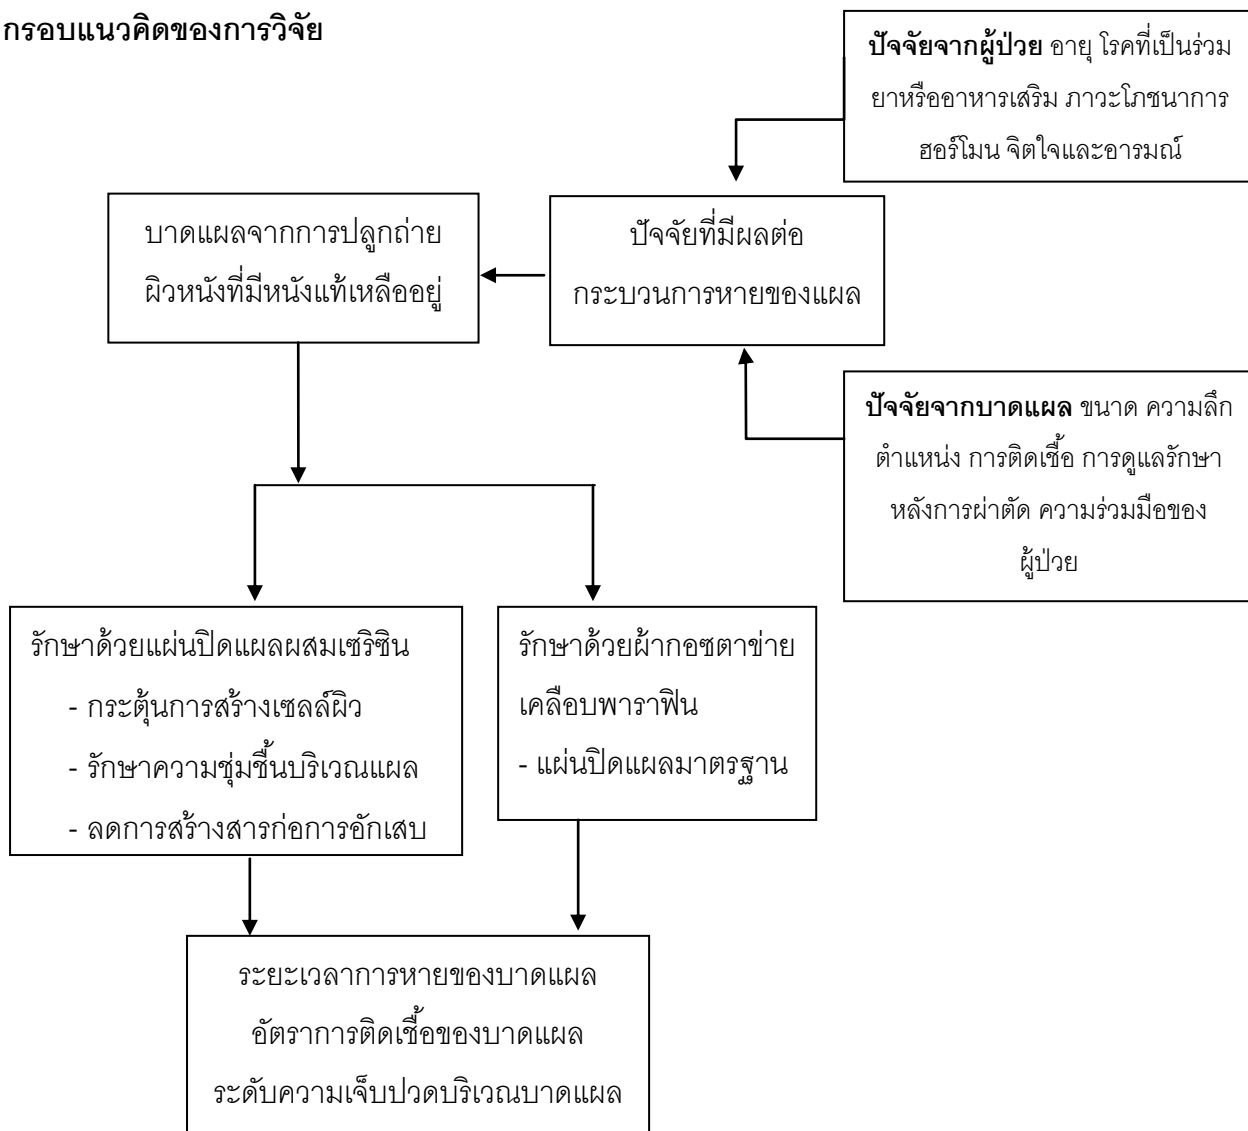 กรอบแนวคิดของการวิจัย
ปัจจัยจากผู้ป่วย อายุ โรคที่เป็นร่วม
ยาหรืออาหารเสริม ภาวะโภชนาการ
ฮอร์โมน จิตใจและอารมณ์
บาดแผลจากการปลูกถ่าย
ผิวหนังที่มีหนังแท้เหลืออยู่
ปัจจัยที่มีผลต่อ
กระบวนการหายของแผล
ปัจจัยจากบาดแผล ขนาด ความลึก
ตำแหน่ง การติดเชื้อ การดูแลรักษา
หลังการผ่าตัด ความร่วมมือของ
ผู้ป่วย
รักษาด้วยแผ่นปิดแผลผสมเซริซิน
- กระตุ้นการสร้างเซลล์ผิว
- รักษาความชุ่มชื้นบริเวณแผล
- ลดการสร้างสารก่อการอักเสบ
รักษาด้วยผ้ากอซตาข่าย
เคลือบพาราฟิน
- แผ่นปิดแผลมาตรฐาน
ระยะเวลาการหายของบาดแผล
อัตราการติดเชื้อของบาดแผล
ระดับความเจ็บปวดบริเวณบาดแผล